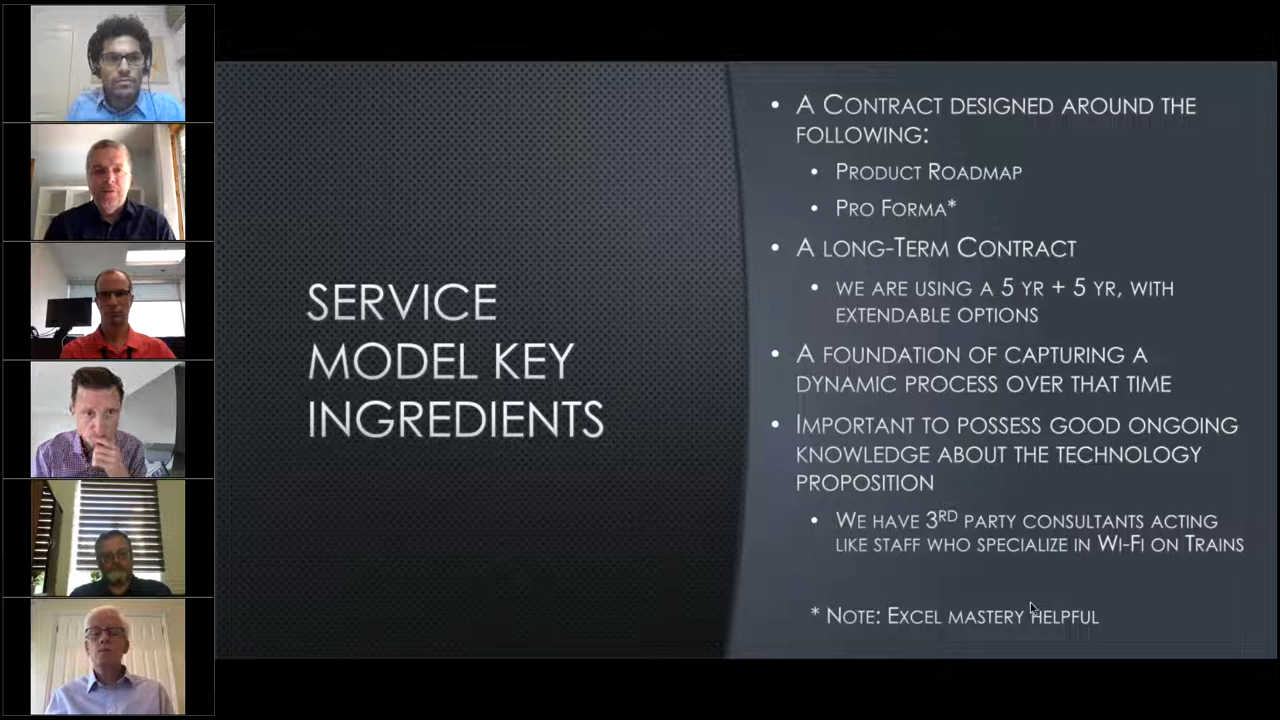 SERVICE
MODEL KEY
INGREDIENTS
• A CONTRACT DESIGNED AROUND THE
FOLLOWING:
• PRODUCT ROADMAP
• PRO FORMA*
• A LONG-TERM CONTRACT
• WE ARE USING A 5 YR + 5 YR, WITH
EXTENDABLE OPTIONS
• A FOUNDATION OF CAPTURING A
DYNAMIC PROCESS OVER THAT TIME
• IMPORTANT TO POSSESS GOOD ONGOING
KNOWLEDGE ABOUT THE TECHNOLOGY
PROPOSITION
• WE HAVE 3RD PARTY CONSULTANTS ACTING
LIKE STAFF WHO SPECIALIZE IN WI-FI ON TRAINS
* NOTE: EXCEL MASTERY HELPFUL